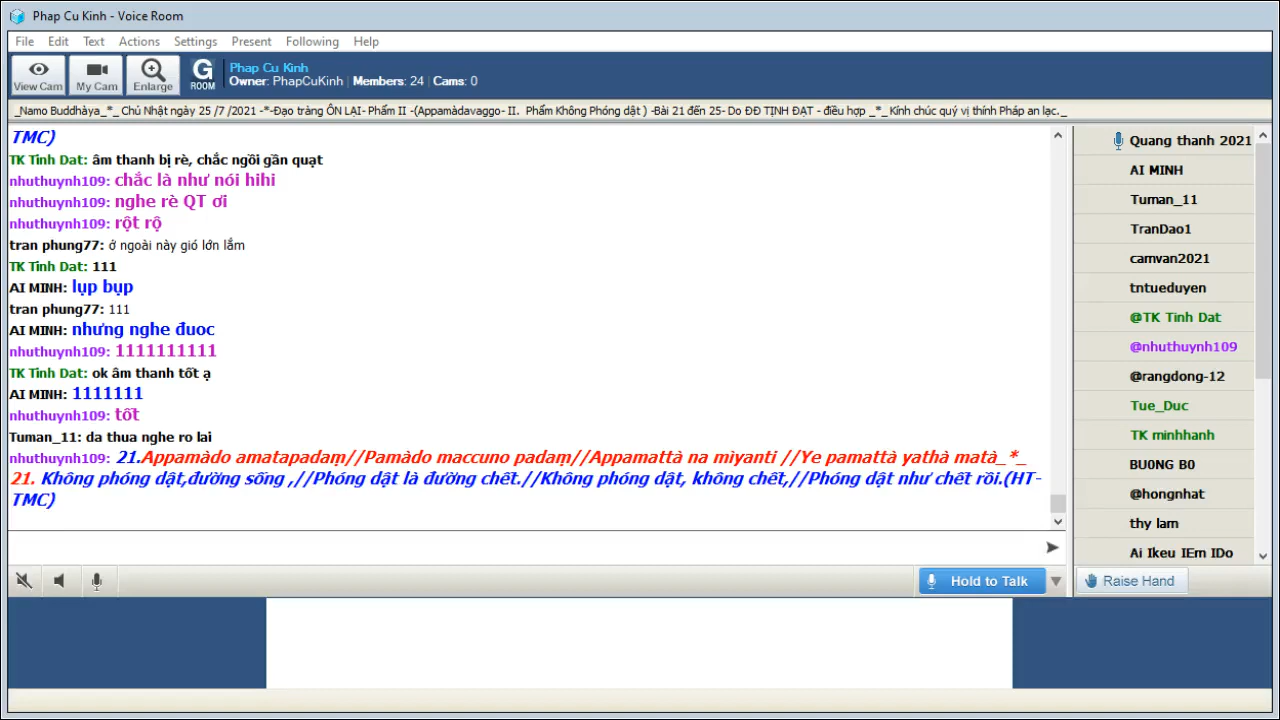 Phap Cu Kinh - Voice Room
File Edit Text Actions Settings Present Following Help
View Cam My Cam Enlarge G ROOM
Phap Cu Kinh
Owner: PhapCuKinh | Members: 24 | Cams: 0
_Namo Buddhàya_*_ Chủ Nhật ngày 25 /7 /2021 -*-Đạo tràng ÔN LẠI- Phẩm II -(Appamàdavaggo- II. Phẩm Không Phóng dật ) -Bài 21 đến 25- Do ĐĐ TỊNH ĐẠT - điều hợp _*_ Kính chúc quý vị thính Pháp an lạc._
TMC)
TK Tinh Dat: âm thanh bị rè, chắc ngồi gần quạt
nhuthuynh109: chắc là như nói hihi
nhuthuynh109: nghe rè QT ơi
nhuthuynh109: rột rộ
tran phung77: ở ngoài này gió lớn lắm
TK Tinh Dat: 111
AI MINH: lụp bụp
tran phung77: 111
AI MINH: nhưng nghe đuoc
nhuthuynh109: 1111111111
TK Tinh Dat: ok âm thanh tốt ạ
AI MINH: 1111111
nhuthuynh109: tốt
Tuman_11: da thua nghe ro lai
nhuthuynh109: 21.Appamàdo amatapadaṃ//Pamàdo maccuno padaṃ//Appamattà na mìyanti //Ye pamattà yathà matà_*_
21. Không phóng dật,đường sống ,//Phóng dật là đường chết.//Không phóng dật, không chết,//Phóng dật như chết rồi.(HT-
TMC)
Quang thanh 2021
AI MINH
Tuman_11
TranDao1
camvan2021
tntueduyen
@TK Tinh Dat
@nhuthuynh109
@rangdong-12
Tue_Duc
TK minhhanh
BU0NG B0
@hongnhat
thy lam
Ai Ikeu IEm IDo
Hold to Talk
Raise Hand